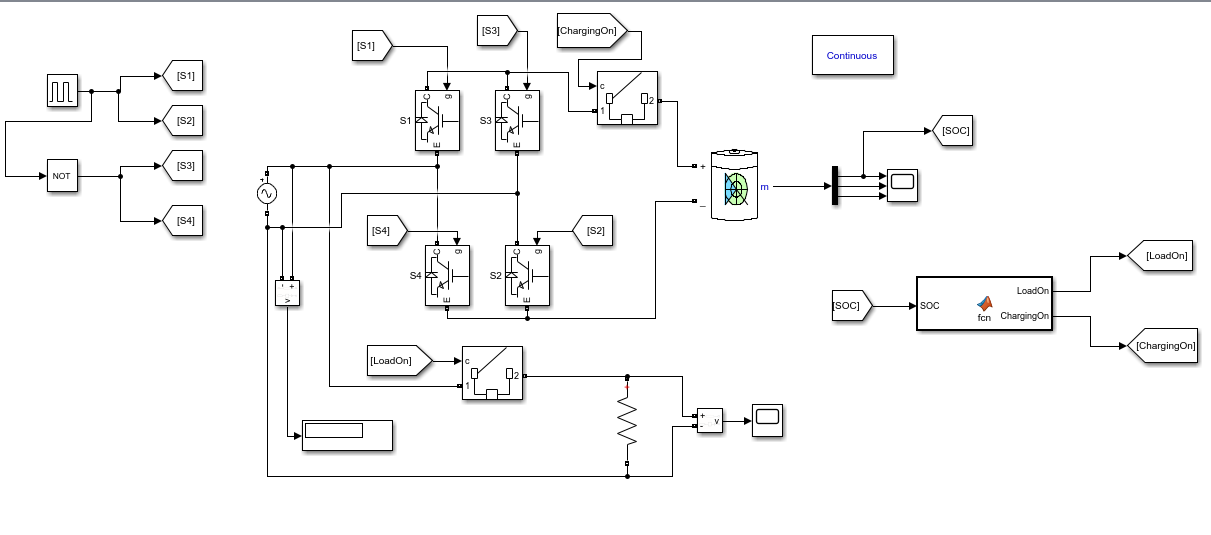 [S1]
[S3]
[ChargingOn]
Continuous
[S1]
c
1
2
C
g
S1
E
C
g
S3
E
[S2]
[SOC]
NOT
[S3]
+
+
_
m
[S4]
[S4]
[S2]
C
g
S4
E
C
g
S2
E
[LoadOn]
- +
v
[SOC]
SOC
LoadOn
fcn
ChargingOn
[ChargingOn]
[LoadOn]
c
1
2
+
+
-
v